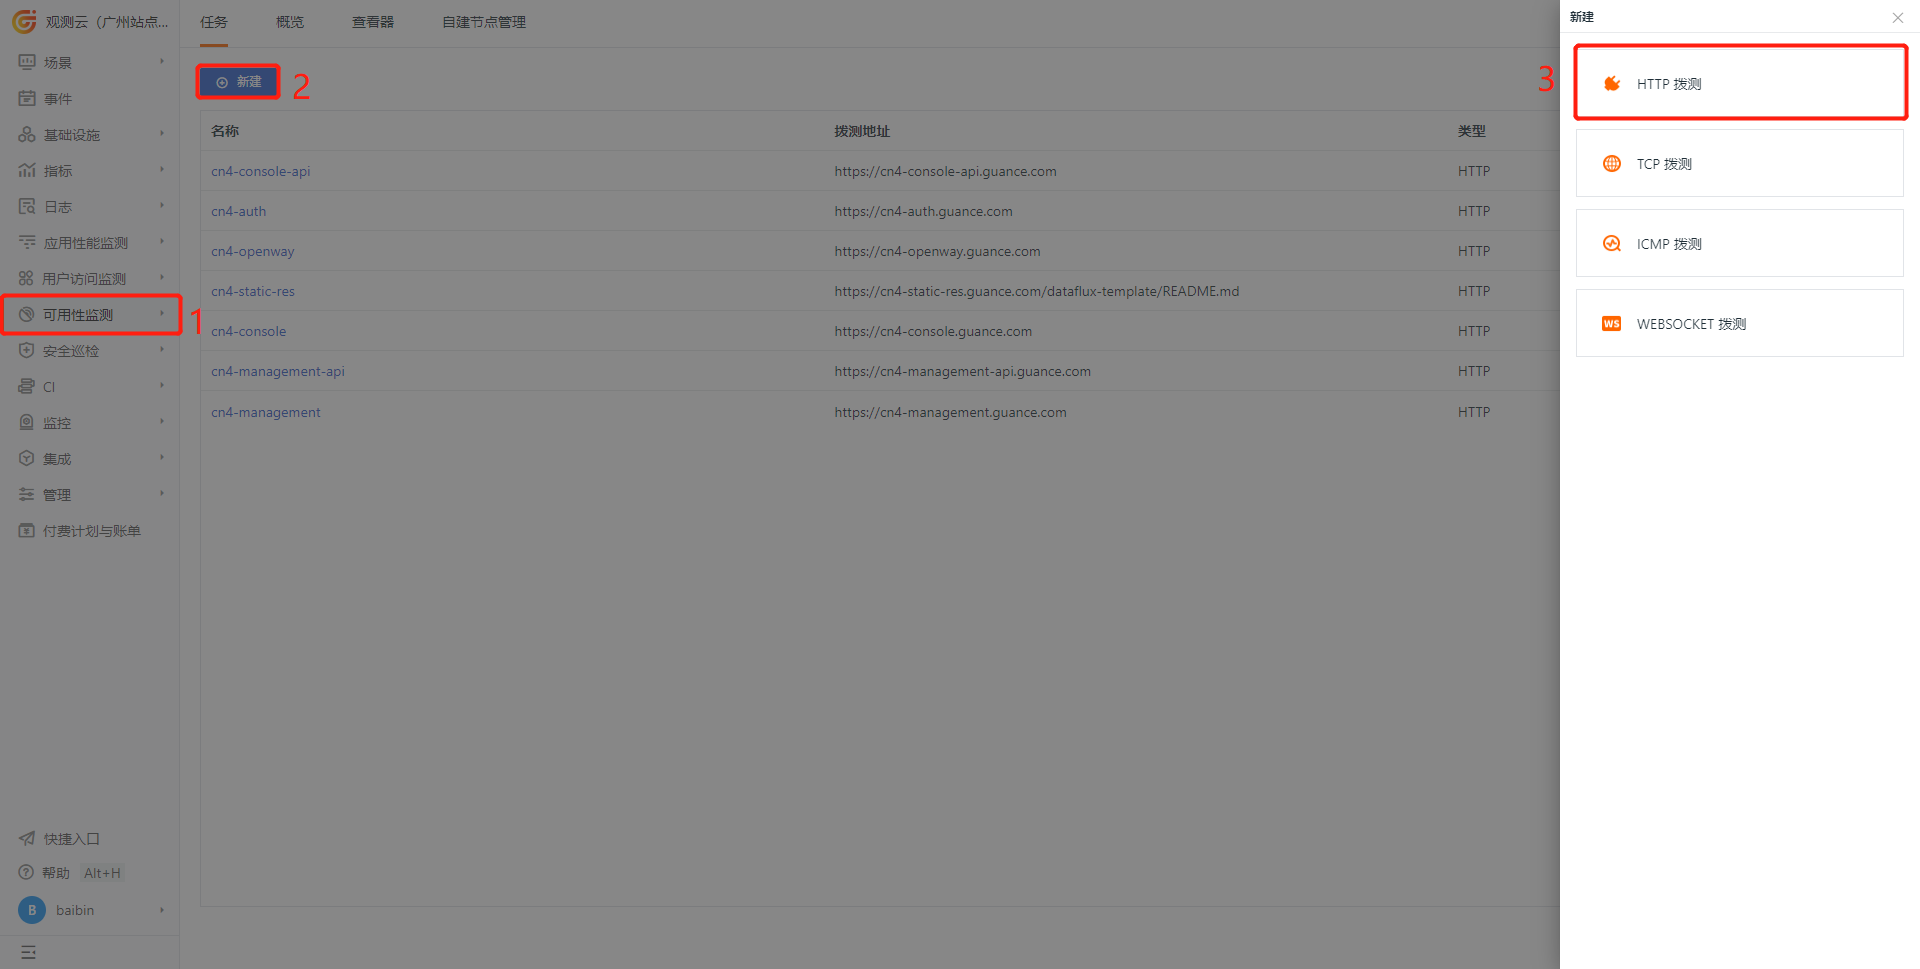 观测云（广州站点...
场景
事件
基础设施
指标
日志
应用性能监测
用户访问监测
可用性监测
1
安全巡检
CI
监控
集成
管理
付费计划与账单
快捷入口
帮助 Alt+H
B baibin
任务 概览 查看器 自建节点管理
新建
2
名称 拨测地址 类型
cn4-console-api https://cn4-console-api.guance.com HTTP
cn4-auth https://cn4-auth.guance.com HTTP
cn4-openway https://cn4-openway.guance.com HTTP
cn4-static-res https://cn4-static-res.guance.com/dataflux-template/README.md HTTP
cn4-console https://cn4-console.guance.com HTTP
cn4-management-api https://cn4-management-api.guance.com HTTP
cn4-management https://cn4-management.guance.com HTTP
新建
3
HTTP 拨测
TCP 拨测
ICMP 拨测
WS WEBSOCKET 拨测